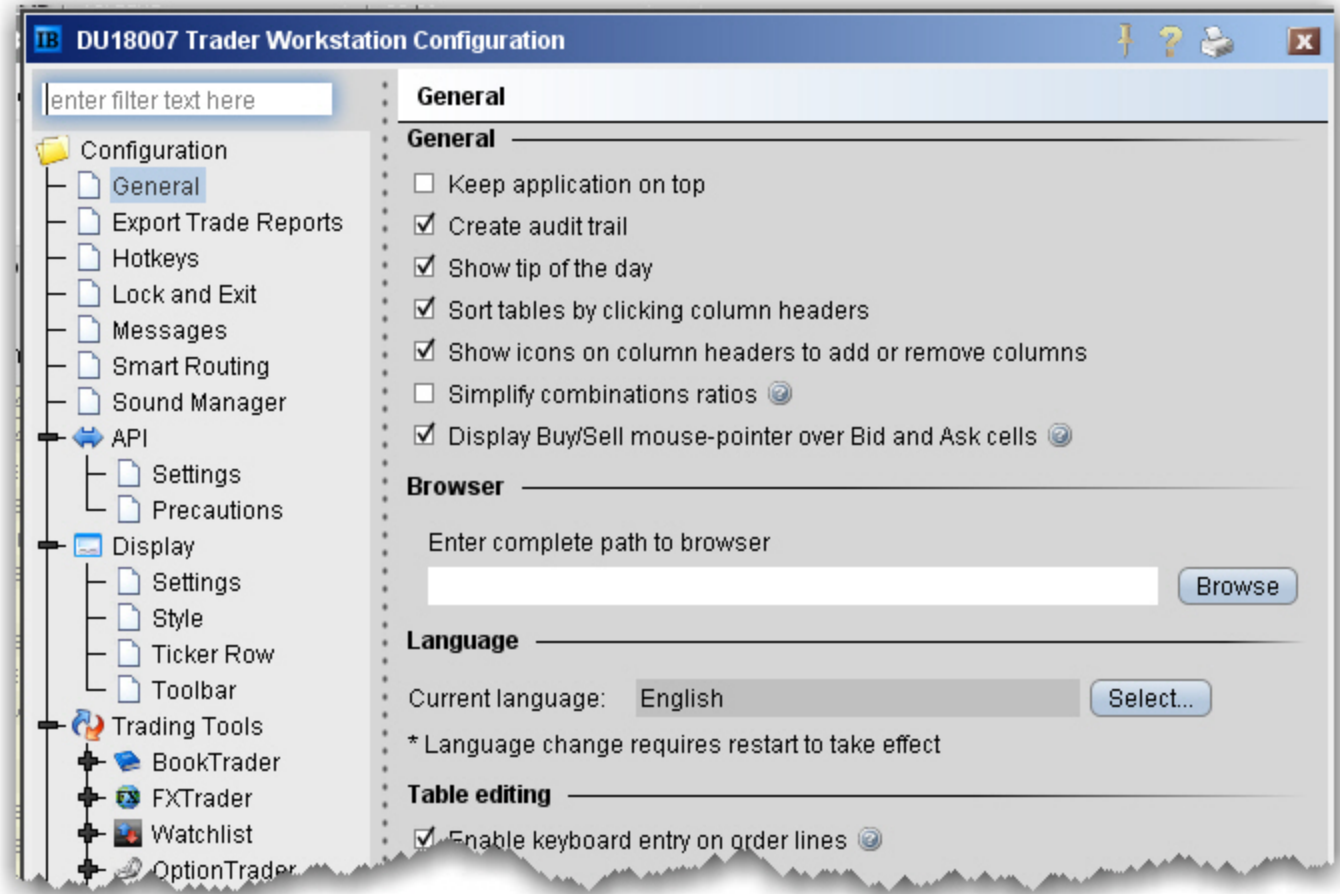 IB DU18007 Trader Workstation Configuration
enter filter text here
Configuration
General
Export Trade Reports
Hotkeys
Lock and Exit
Messages
Smart Routing
Sound Manager
API
Settings
Precautions
Display
Settings
Style
Ticker Row
Toolbar
Trading Tools
BookTrader
FX FXTrader
Watchlist
OptionTrader
General
General
Keep application on top
Create audit trail
Show tip of the day
Sort tables by clicking column headers
Show icons on column headers to add or remove columns
Simplify combinations ratios ?
Display Buy/Sell mouse-pointer over Bid and Ask cells ?
Browser
Enter complete path to browser
Browse
Language
Current language: English Select...
* Language change requires restart to take effect
Table editing
Enable keyboard entry on order lines ?